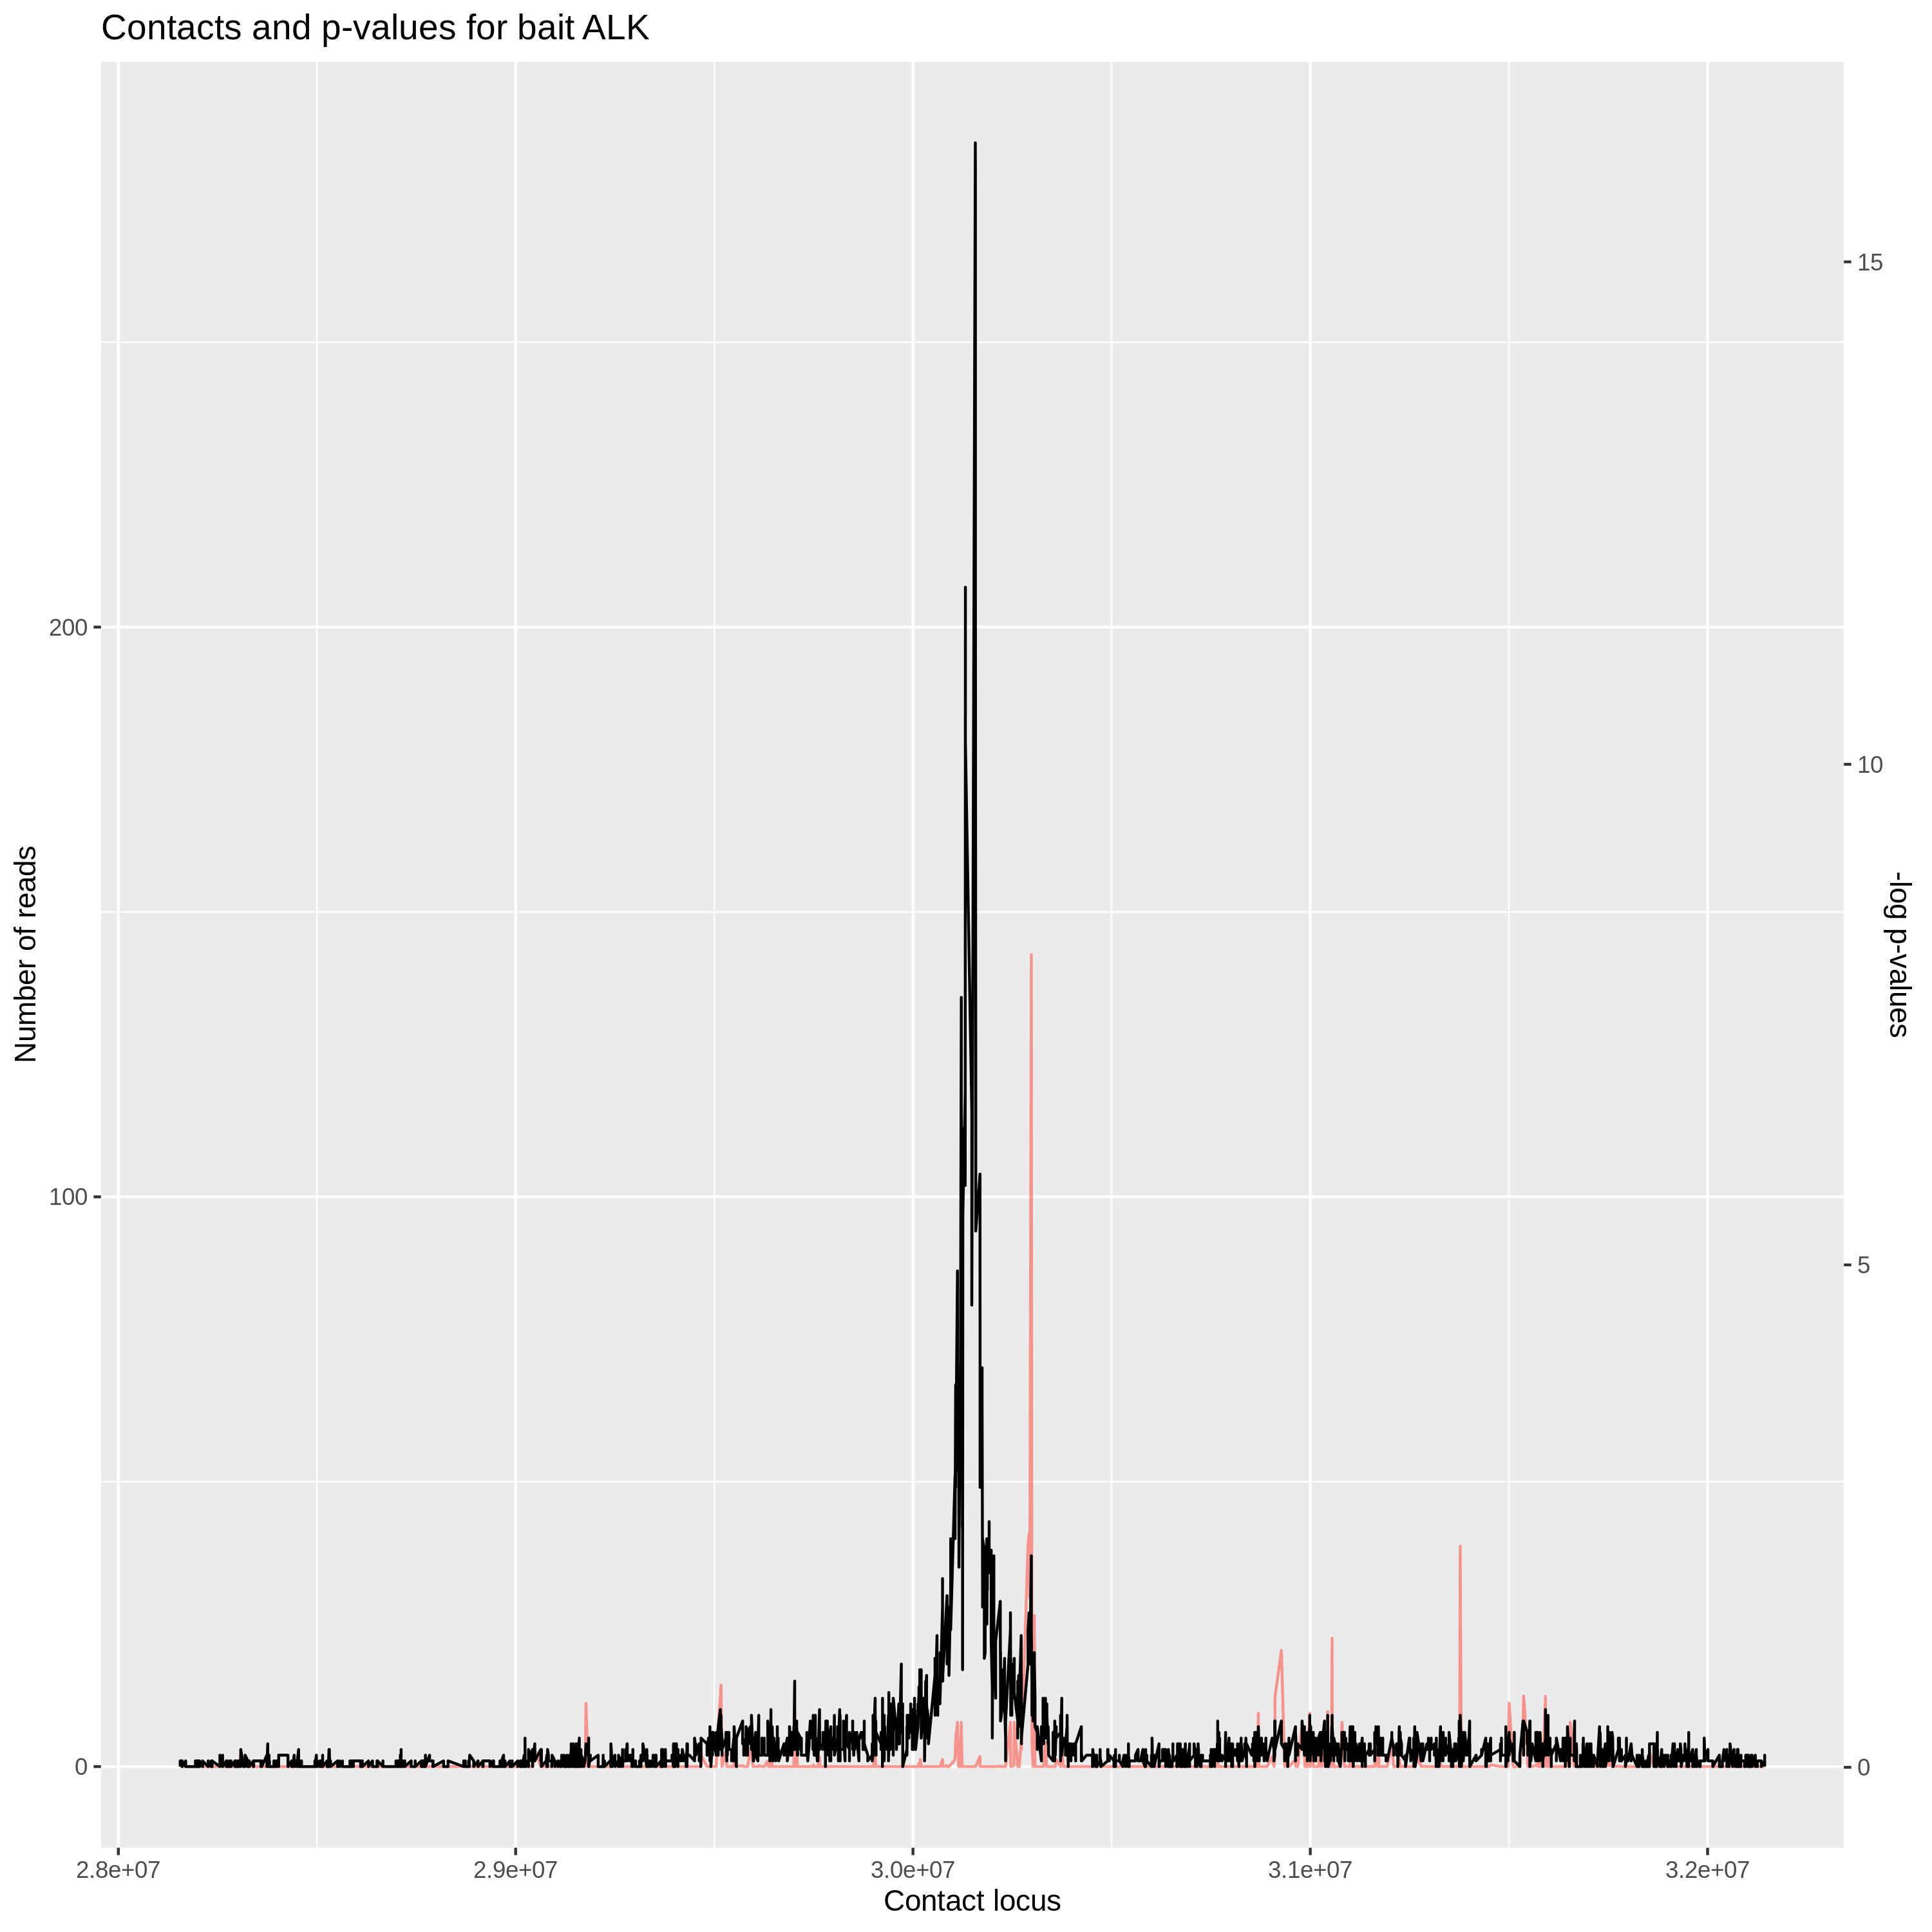 Contacts and p-values for bait ALK
Number of reads
200
100
0
15
10
5
0
-log p-values
2.8e+07
2.9e+07
3.0e+07
3.1e+07
3.2e+07
Contact locus